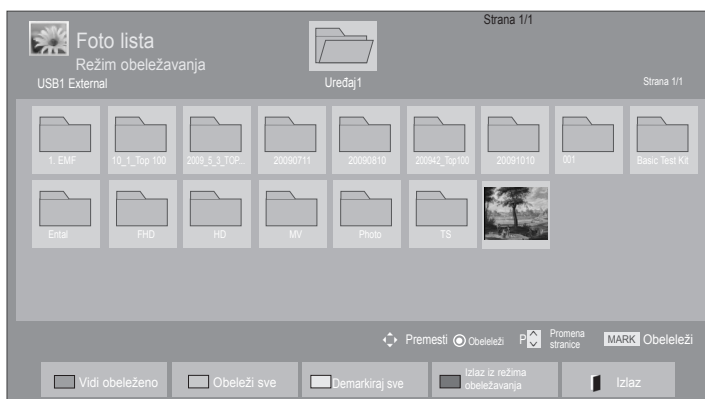 Strana 1/1
Foto lista
Režim obeležavanja
USB1 External
Uređaj1
Strana 1/1
1. EMF
10_1_Top 100
2009_5_3_TOP...
20090711
20090810
200942_Top100
20091010
001
Basic Test Kit
Ental
FHD
HD
MV
Photo
TS
Premesti
Obeleleži
P
Promena
stranice
MARK Obeleleži
Vidi obeleženo
Obeleži sve
Demarkiraj sve
Izlaz iz režima
obeležavanja
Izlaz